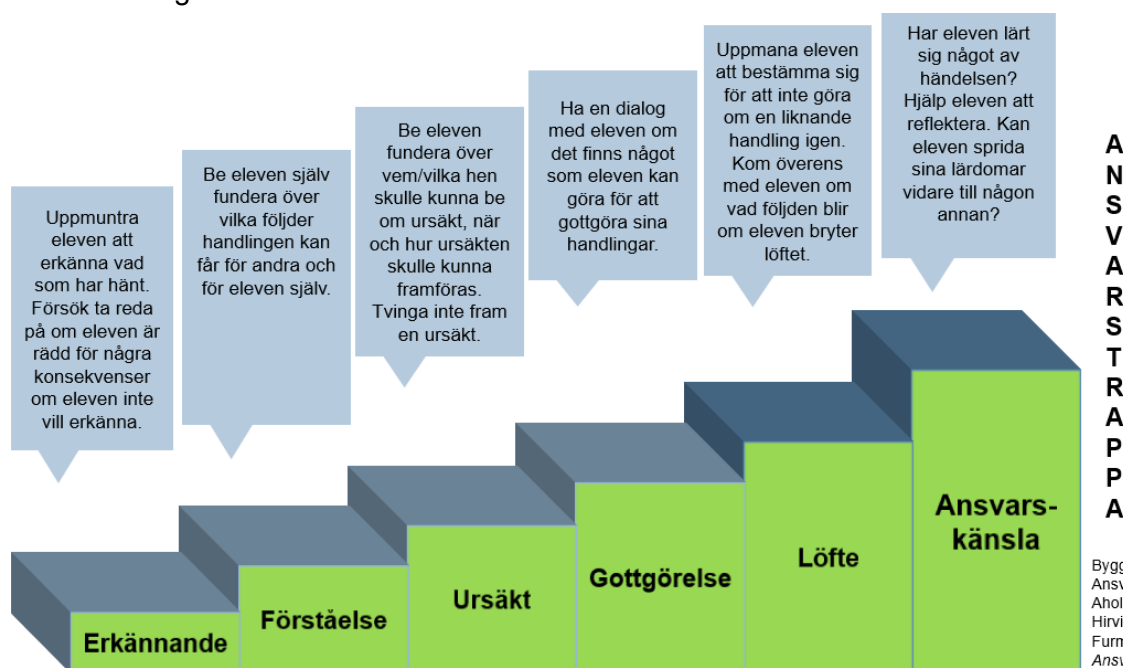 Uppmuntra
eleven att
erkänna vad
som har hänt.
Försök ta reda
på om eleven är
rädd för några
konsekvenser
om eleven inte
vill erkänna.
Be eleven själv
fundera över
vilka följder
handlingen kan
får för andra och
för eleven själv.
Be eleven
fundera över
vem/vilka hen
skulle kunna be
om ursäkt, när
och hur ursäkten
skulle kunna
framföras.
Tvinga inte fram
en ursäkt.
Ha en dialog
med eleven om
det finns något
som eleven kan
göra för att
gottgöra sina
handlingar.
Uppmana eleven
att bestämma sig
för att inte göra
om en liknande
handling igen.
Kom överens
med eleven om
vad följden blir
om eleven bryter
löftet.
Har eleven lärt
sig något av
händelsen?
Hjälp eleven att
reflektera. Kan
eleven sprida
sina lärdomar
vidare till någon
annan?
Erkännande
Förståelse
Ursäkt
Gottgörelse
Löfte
Ansvars-
känsla
A
N
S
V
A
R
S
T
R
A
P
P
A